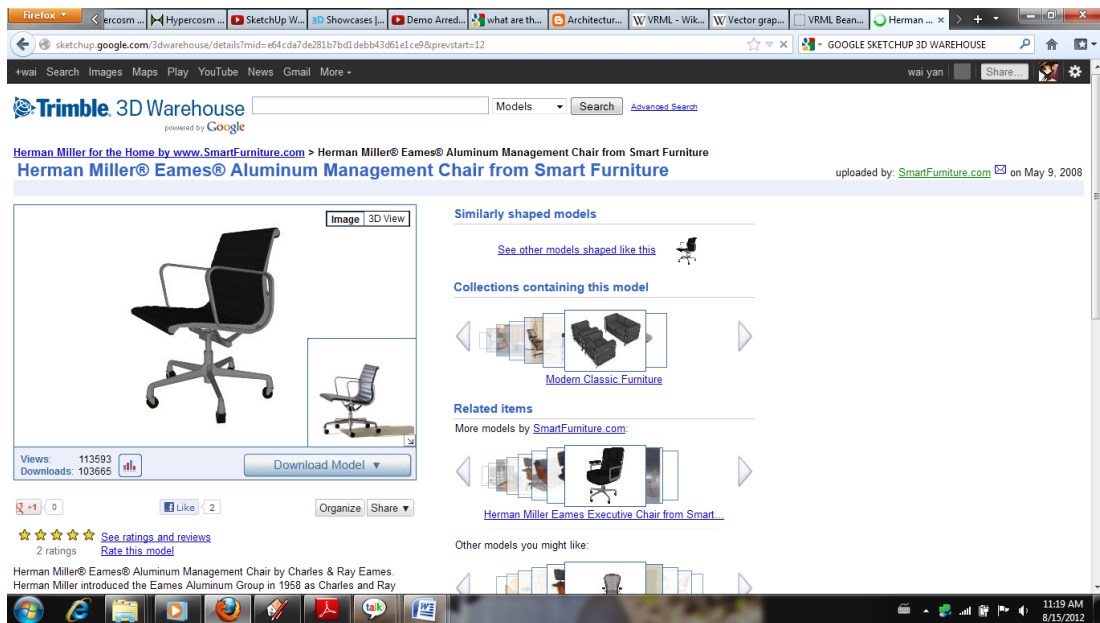 Firefox
ercosm ...
Hypercosm ...
SketchUp W...
3D Showcases |...
Demo Arred...
what are th...
Architectur...
VRML - Wik...
Vector grap...
VRML Bean...
Herman ...
sketchup.google.com/3dwarehouse/details?mid=e64cda7de281b7bd1debb43d61e1ce9&prevstart=12
GOOGLE SKETCHUP 3D WAREHOUSE
+wai Search Images Maps Play YouTube News Gmail More
wai yan Share...
Trimble. 3D Warehouse
powered by Google
Models Search Advanced Search
Herman Miller for the Home by www.SmartFurniture.com > Herman Miller® Eames® Aluminum Management Chair from Smart Furniture
Herman Miller® Eames® Aluminum Management Chair from Smart Furniture
uploaded by: SmartFurniture.com on May 9, 2008
Image 3D View
Views: 113593
Downloads: 103665
Download Model ▼
+1 0
Like 2
Organize Share ▼
See ratings and reviews
2 ratings Rate this model
Herman Miller® Eames® Aluminum Management Chair by Charles & Ray Eames.
Herman Miller introduced the Eames Aluminum Group in 1958 as Charles and Ray
Similarly shaped models
See other models shaped like this
Collections containing this model
Modern Classic Furniture
Related items
More models by SmartFurniture.com:
Herman Miller Eames Executive Chair from Smart...
Other models you might like:
talk
11:19 AM
8/15/2012